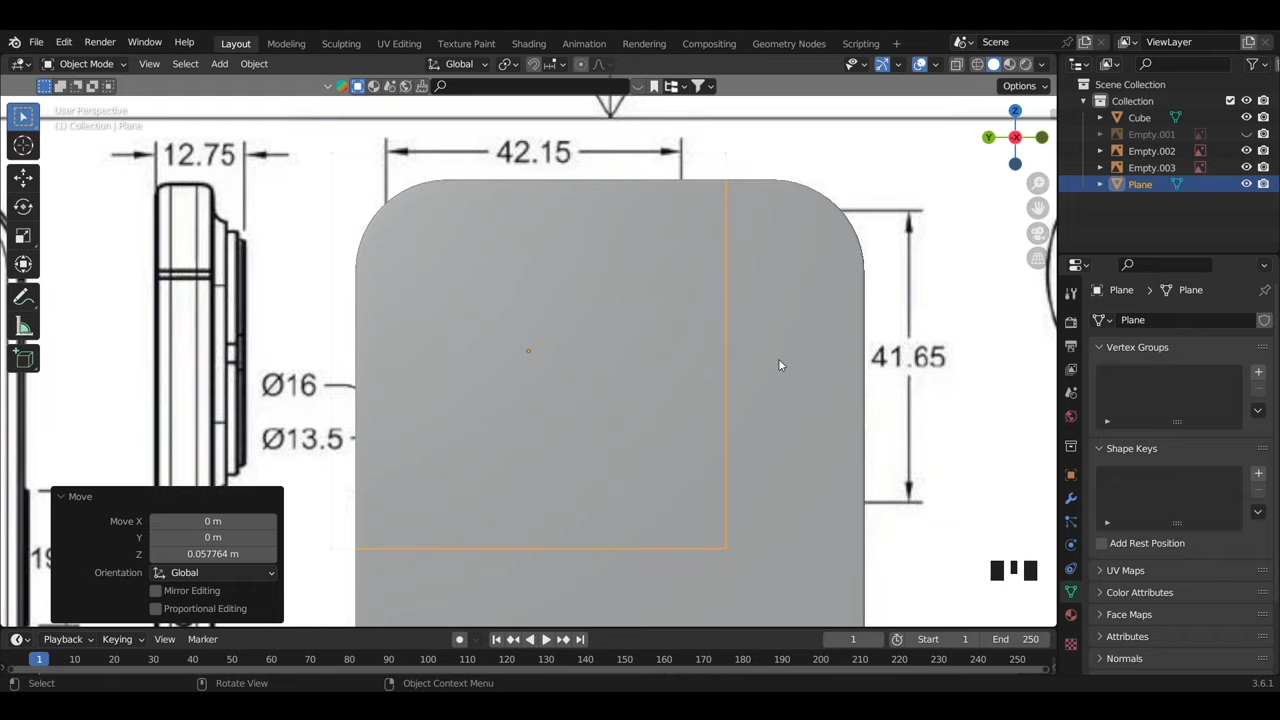 File Edit Render Window Help Layout Modeling Sculpting UV Editing Texture Paint Shading Animation Rendering Compositing Geometry Nodes Scripting + Scene ViewLayer
Object Mode View Select Add Object Global
Options
User Perspective
(1) Collection | Plane
Z
Y
-X
12.75
42.15
41.65
Ø16
Ø13.5
19
Move
Move X 0 m
Y 0 m
Z 0.057764 m
Orientation Global
Mirror Editing
Proportional Editing
Scene Collection
Collection
Cube
Empty.001
Empty.002
Empty.003
Plane
Plane > Plane
Plane
Vertex Groups
Shape Keys
Add Rest Position
UV Maps
Color Attributes
Face Maps
Attributes
Normals
Playback Keying View Marker 1 Start 1 End 250
1 10 20 30 40 50 60 70 80 90 100 110 120 130 140 150 160 170 180 190 200 210 220 230 240 250
Select Rotate View Object Context Menu 3.6.1